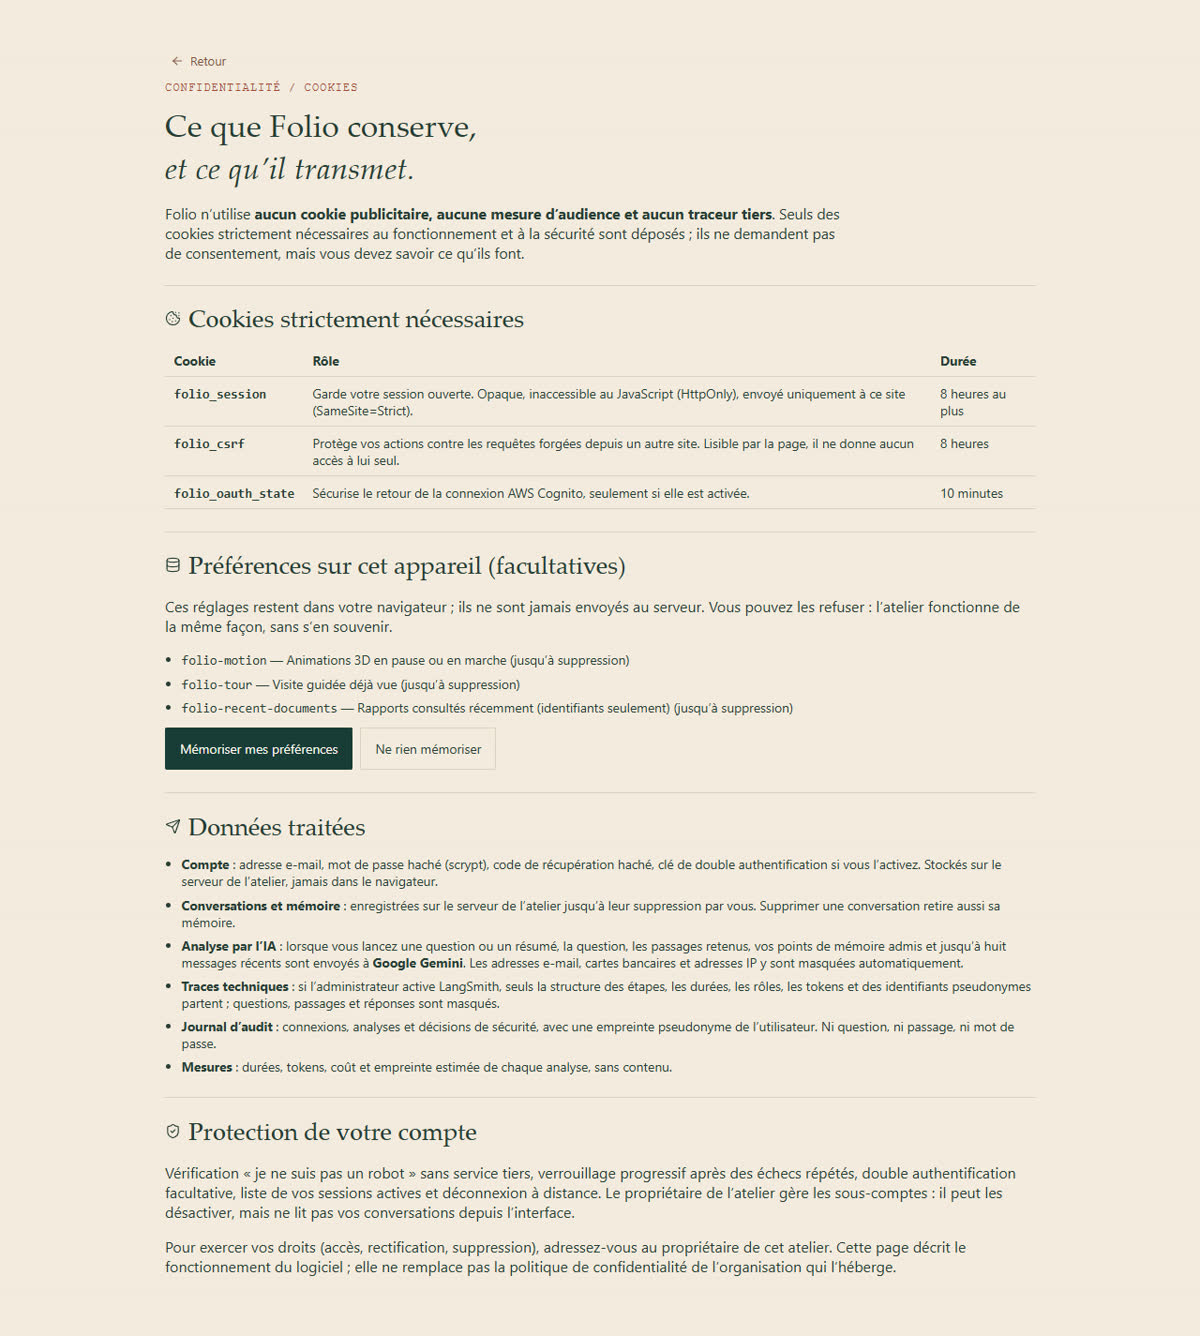 ← Retour
CONFIDENTIALITÉ / COOKIES
Ce que Folio conserve,
et ce qu’il transmet.
Folio n’utilise aucun cookie publicitaire, aucune mesure d’audience et aucun traceur tiers. Seuls des
cookies strictement nécessaires au fonctionnement et à la sécurité sont déposés ; ils ne demandent pas
de consentement, mais vous devez savoir ce qu’ils font.
Cookies strictement nécessaires
Cookie Rôle Durée
folio_session Garde votre session ouverte. Opaque, inaccessible au JavaScript (HttpOnly), envoyé uniquement à ce site 8 heures au
(SameSite=Strict). plus
folio_csrf Protège vos actions contre les requêtes forgées depuis un autre site. Lisible par la page, il ne donne aucun 8 heures
accès à lui seul.
folio_oauth_state Sécurise le retour de la connexion AWS Cognito, seulement si elle est activée. 10 minutes
Préférences sur cet appareil (facultatives)
Ces réglages restent dans votre navigateur ; ils ne sont jamais envoyés au serveur. Vous pouvez les refuser : l’atelier fonctionne de
la même façon, sans s’en souvenir.
• folio-motion — Animations 3D en pause ou en marche (jusqu’à suppression)
• folio-tour — Visite guidée déjà vue (jusqu’à suppression)
• folio-recent-documents — Rapports consultés récemment (identifiants seulement) (jusqu’à suppression)
Mémoriser mes préférences Ne rien mémoriser
Données traitées
• Compte : adresse e-mail, mot de passe haché (scrypt), code de récupération haché, clé de double authentification si vous l’activez. Stockés sur le
serveur de l’atelier, jamais dans le navigateur.
• Conversations et mémoire : enregistrées sur le serveur de l’atelier jusqu’à leur suppression par vous. Supprimer une conversation retire aussi sa
mémoire.
• Analyse par l’IA : lorsque vous lancez une question ou un résumé, la question, les passages retenus, vos points de mémoire admis et jusqu’à huit
messages récents sont envoyés à Google Gemini. Les adresses e-mail, cartes bancaires et adresses IP y sont masquées automatiquement.
• Traces techniques : si l’administrateur active LangSmith, seuls la structure des étapes, les durées, les rôles, les tokens et des identifiants pseudonymes
partent ; questions, passages et réponses sont masqués.
• Journal d’audit : connexions, analyses et décisions de sécurité, avec une empreinte pseudonyme de l’utilisateur. Ni question, ni passage, ni mot de
passe.
• Mesures : durées, tokens, coût et empreinte estimée de chaque analyse, sans contenu.
Protection de votre compte
Vérification « je ne suis pas un robot » sans service tiers, verrouillage progressif après des échecs répétés, double authentification
facultative, liste de vos sessions actives et déconnexion à distance. Le propriétaire de l’atelier gère les sous-comptes : il peut les
désactiver, mais ne lit pas vos conversations depuis l’interface.
Pour exercer vos droits (accès, rectification, suppression), adressez-vous au propriétaire de cet atelier. Cette page décrit le
fonctionnement du logiciel ; elle ne remplace pas la politique de confidentialité de l’organisation qui l’héberge.